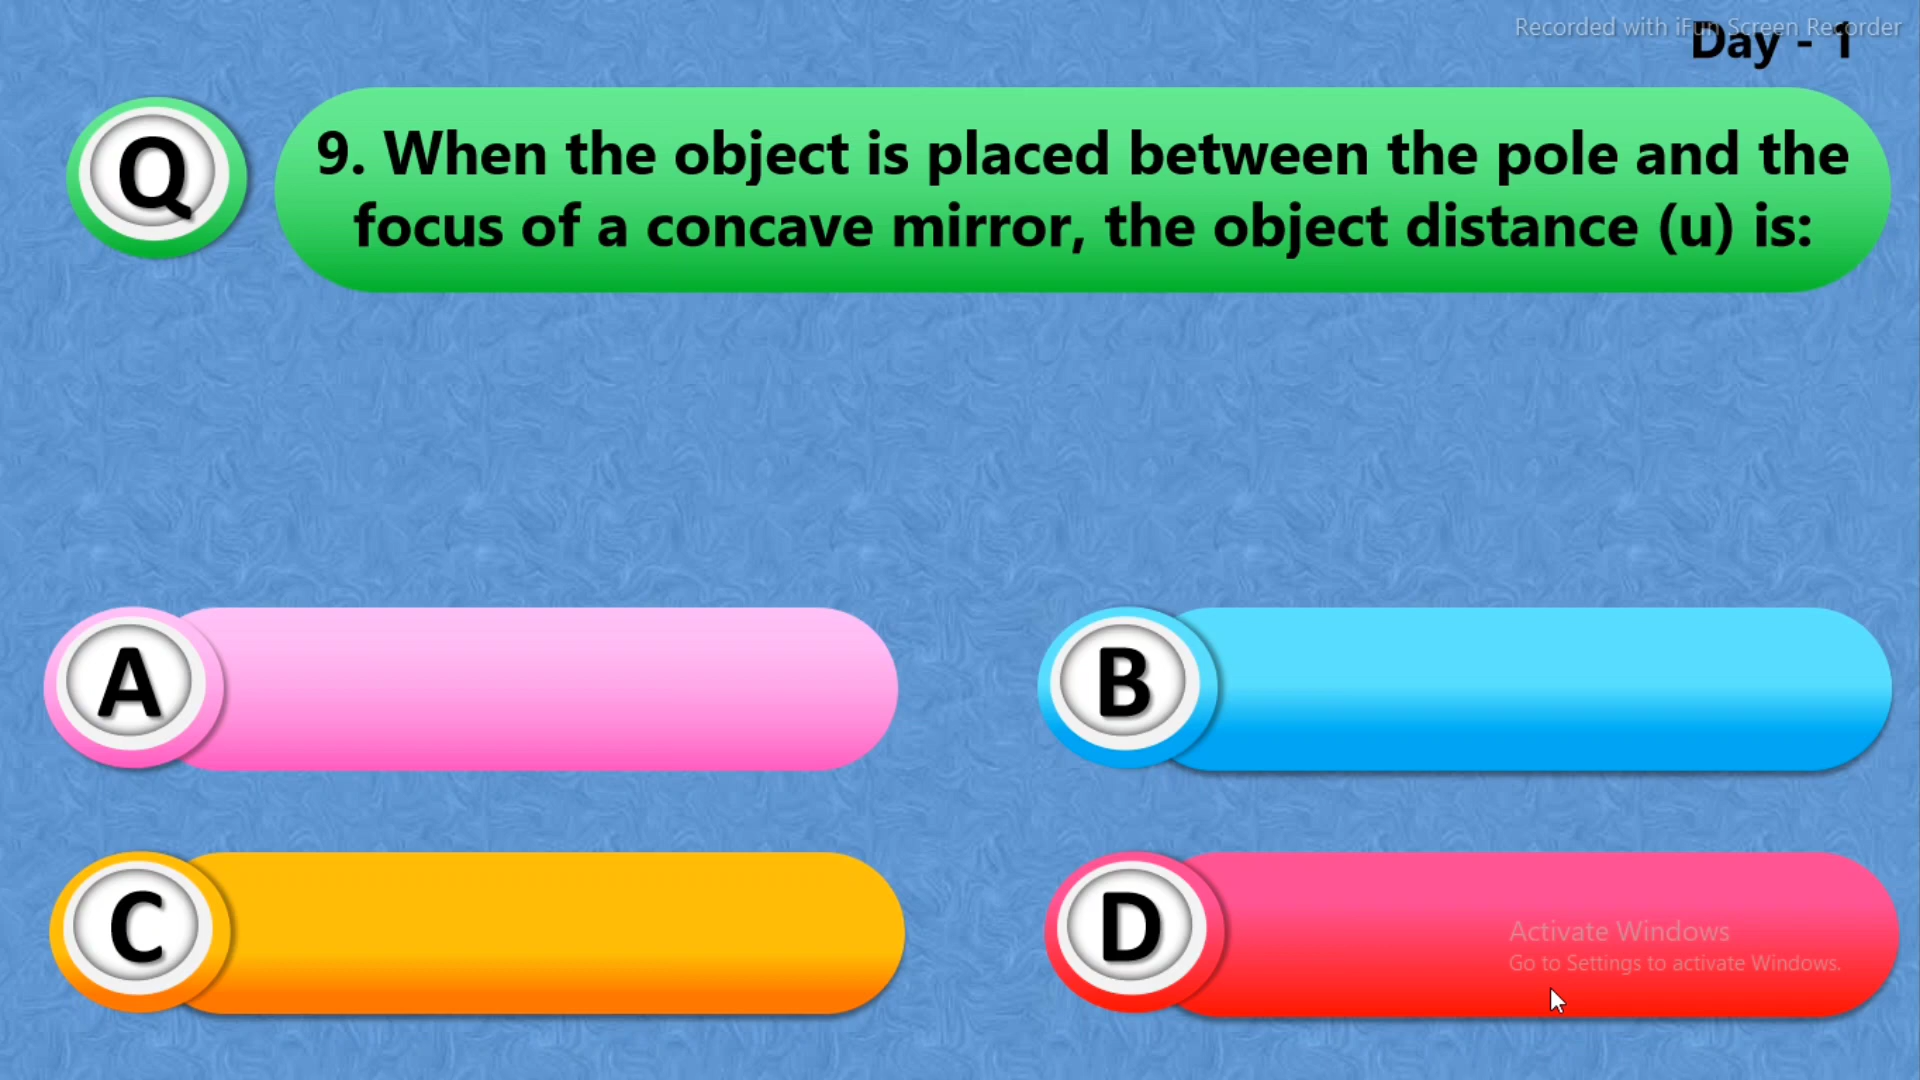 Recorded with iFun Screen Recorder
Day - 1
Q
9. When the object is placed between the pole and the
focus of a concave mirror, the object distance (u) is:
A
B
C
D
Activate Windows
Go to Settings to activate Windows.